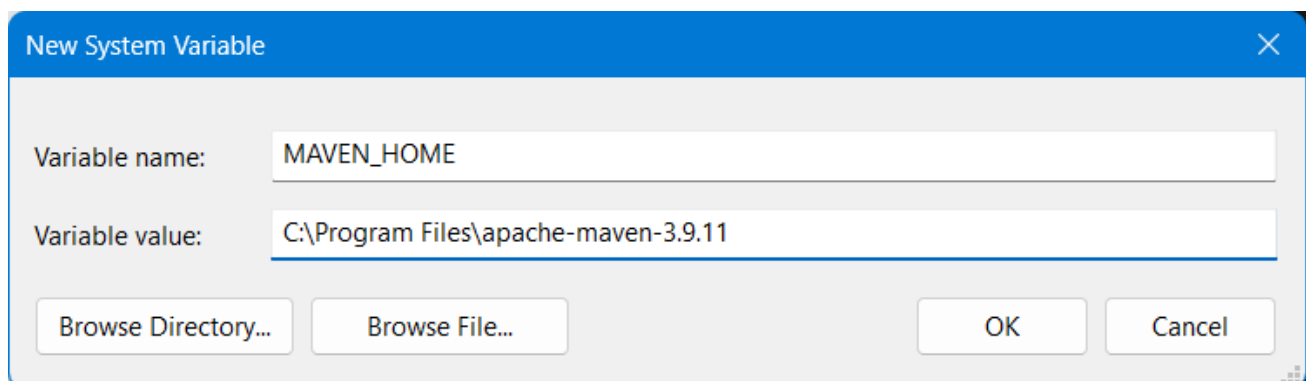 New System Variable
Variable name: MAVEN_HOME
Variable value: C:\Program Files\apache-maven-3.9.11
Browse Directory... Browse File... OK Cancel